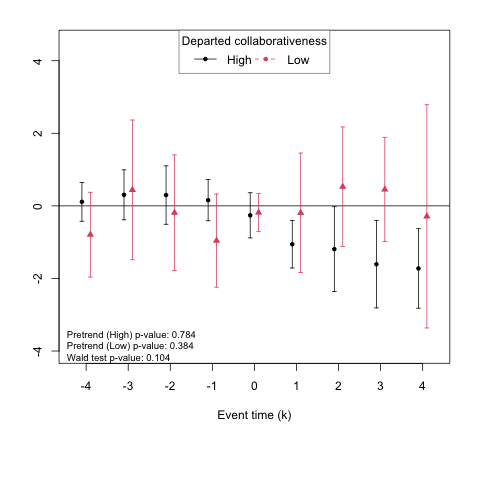 Departed collaborativeness
High Low
4
2
0
-2
-4
Pretrend (High) p-value: 0.784
Pretrend (Low) p-value: 0.384
Wald test p-value: 0.104
-4 -3 -2 -1 0 1 2 3 4
Event time (k)